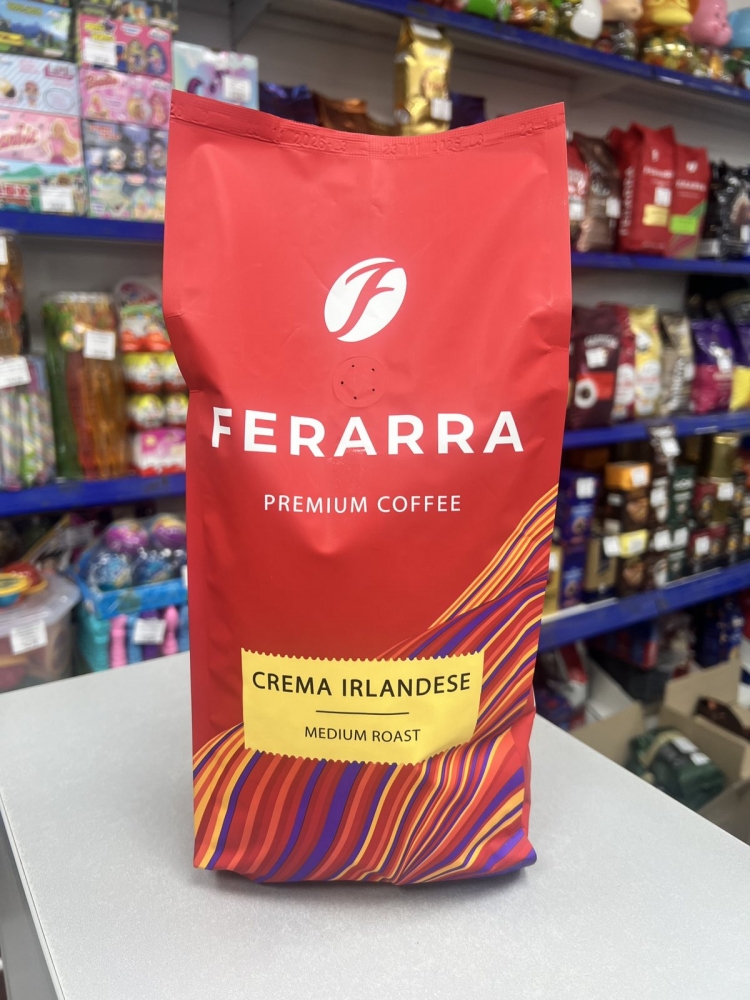 FERARRA
PREMIUM COFFEE
CREMA IRLANDESE
MEDIUM ROAST